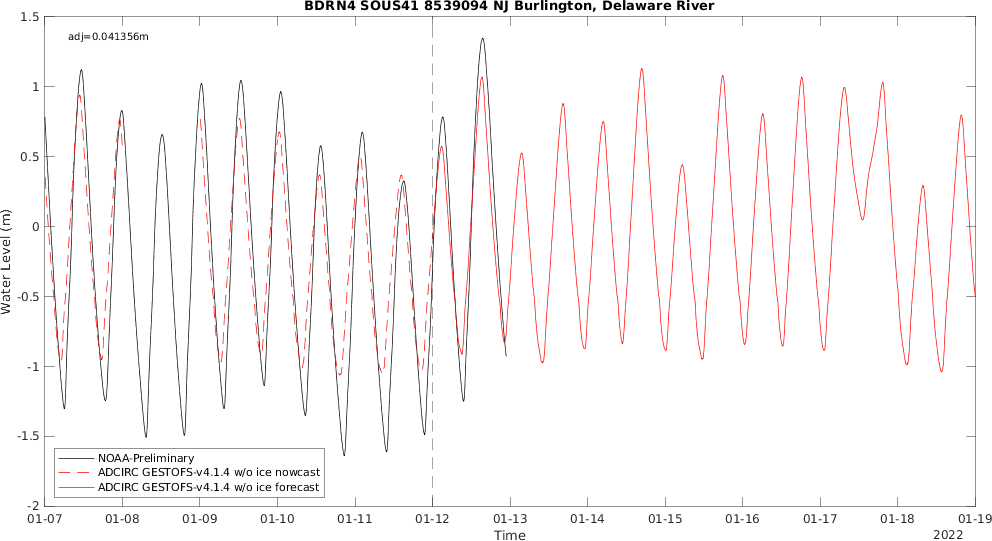 BDRN4 SOUS41 8539094 NJ Burlington, Delaware River
adj=0.041356m
1.5
1
0.5
0
-0.5
-1
-1.5
-2
Water Level (m)
NOAA-Preliminary
ADCIRC GESTOFS-v4.1.4 w/o ice nowcast
ADCIRC GESTOFS-v4.1.4 w/o ice forecast
01-07 01-08 01-09 01-10 01-11 01-12 01-13 01-14 01-15 01-16 01-17 01-18 01-19
Time
2022